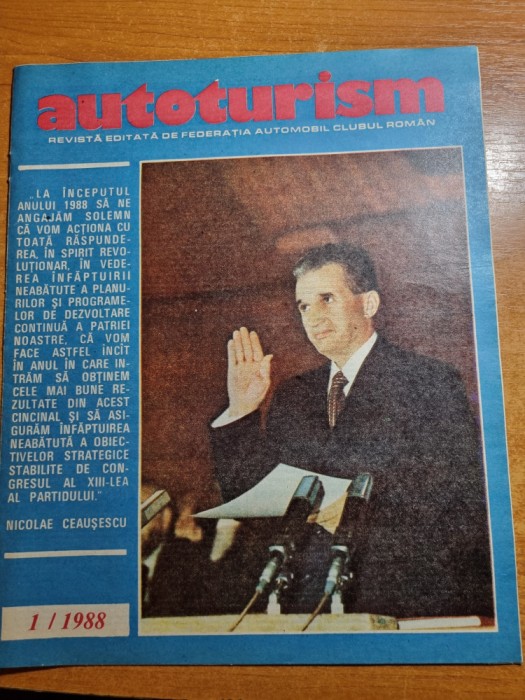 autoturism
REVISTĂ EDITATĂ DE FEDERAȚIA AUTOMOBIL CLUBUL ROMÂN
„LA ÎNCEPUTUL
ANULUI 1988 SĂ NE
ANGAJĂM SOLEMN
CĂ VOM ACȚIONA CU
TOATĂ RĂSPUNDE-
REA, ÎN SPIRIT REVO-
LUȚIONAR, ÎN VEDE-
REA ÎNFĂPTUIRII
NEABĂTUTE A PLANU-
RILOR ȘI PROGRAME-
LOR DE DEZVOLTARE
CONTINUĂ A PATRIEI
NOASTRE, CĂ VOM
FACE ASTFEL ÎNCÎT
ÎN ANUL ÎN CARE IN-
TRĂM SĂ OBȚINEM
CELE MAI BUNE RE-
ZULTATE DIN ACEST
CINCINAL ȘI SĂ ASI-
GURĂM ÎNFĂPTUIREA
NEABĂTUTĂ A OBIEC-
TIVELOR STRATEGICE
STABILITE DE CON-
GRESUL AL XIII-LEA
AL PARTIDULUI.”
NICOLAE CEAUȘESCU
1 / 1988